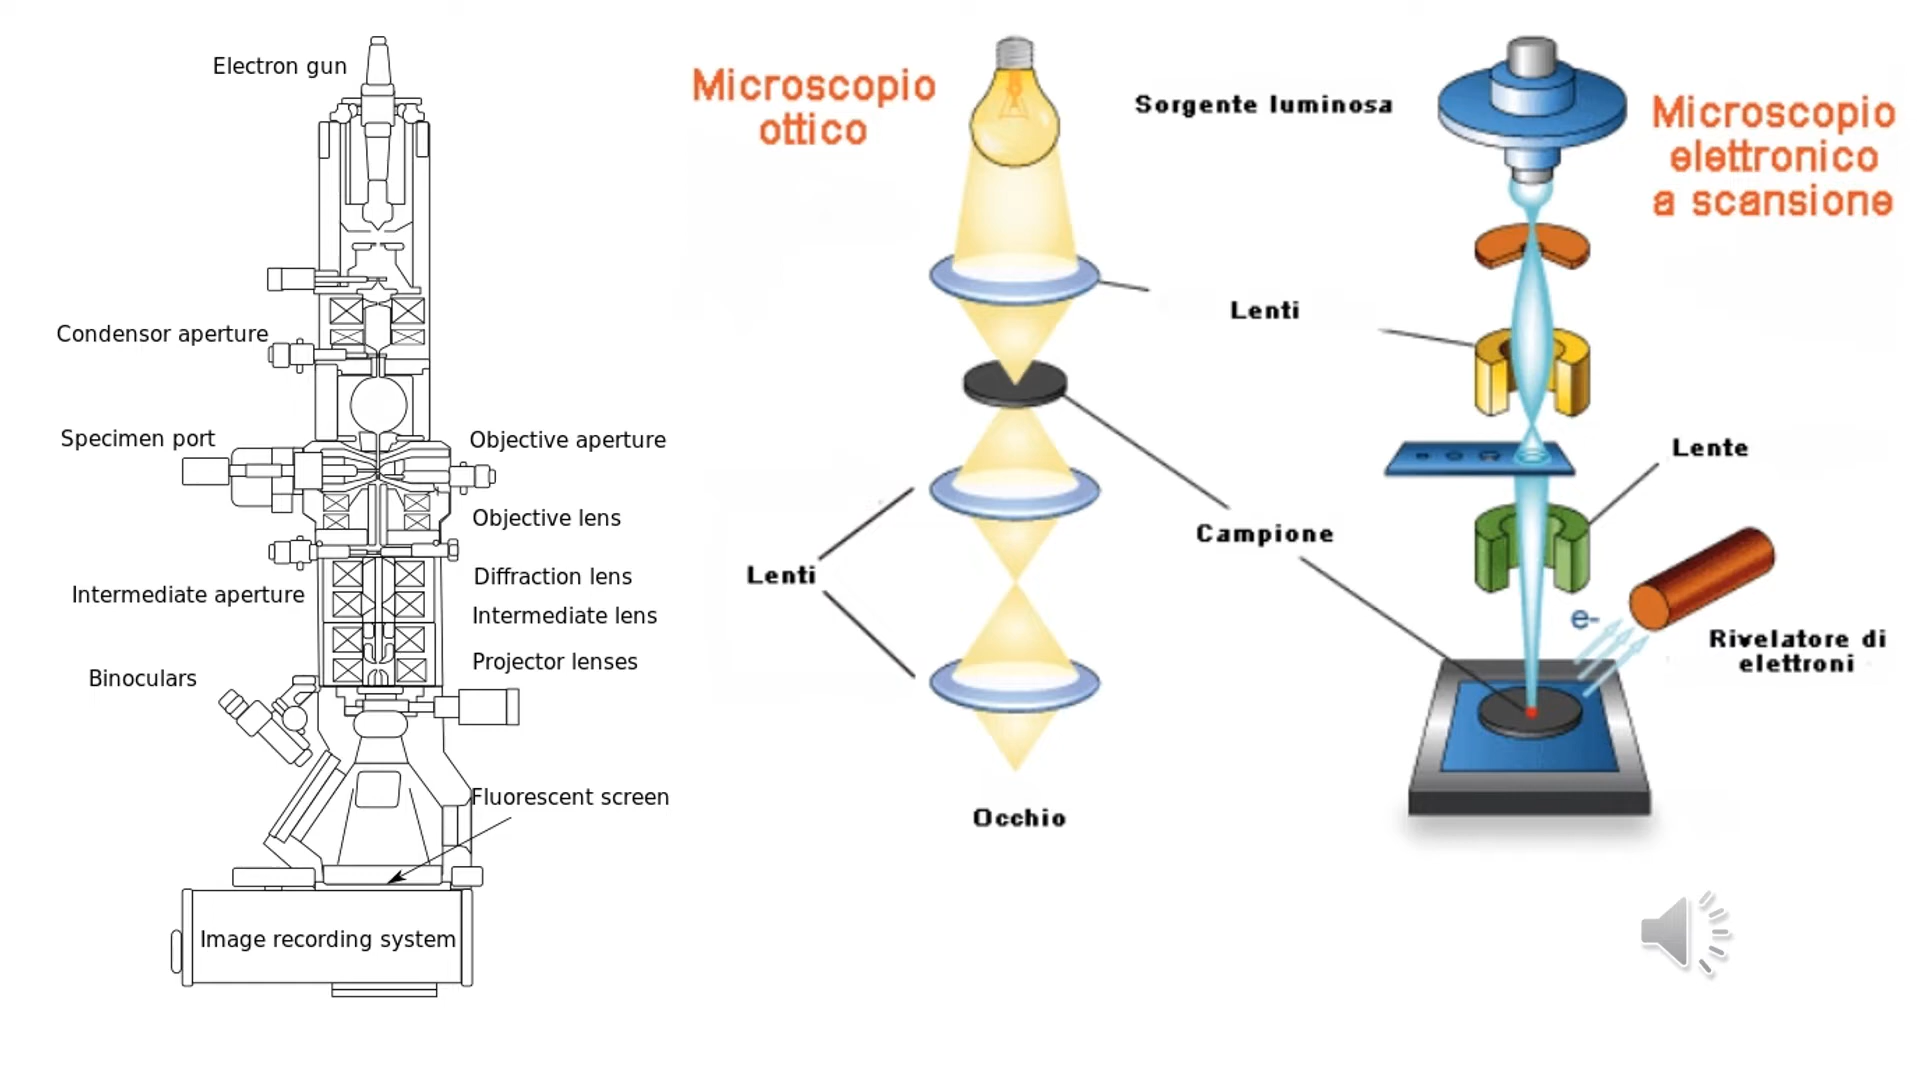 Electron gun
Condensor aperture
Specimen port
Objective aperture
Objective lens
Diffraction lens
Intermediate aperture
Intermediate lens
Projector lenses
Binoculars
Fluorescent screen
Image recording system
Microscopio
ottico
Sorgente luminosa
Microscopio
elettronico
a scansione
Lenti
Lente
Campione
Lenti
e-
Rivelatore di
elettroni
Occhio